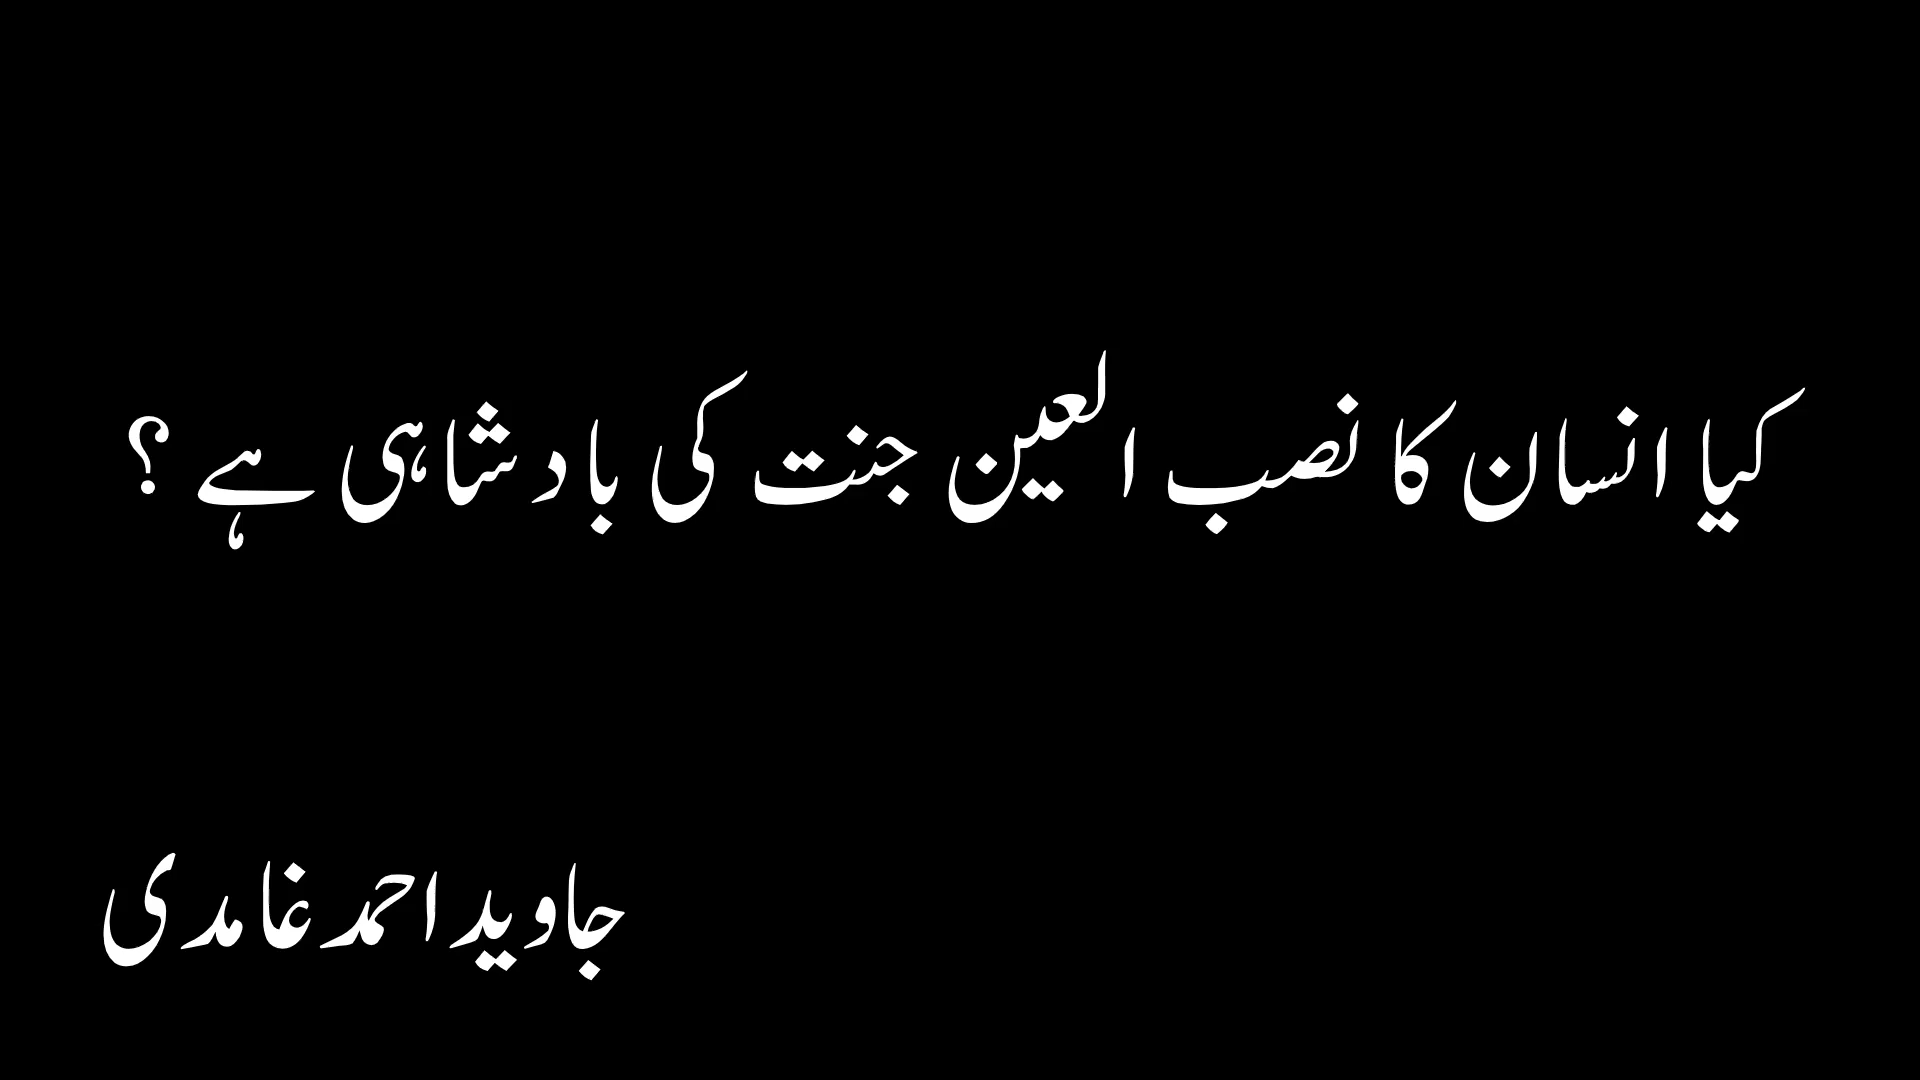 کیا انسان کا نصب العین جنت کی بادشاہی ہے ؟
جاوید احمد غامدی